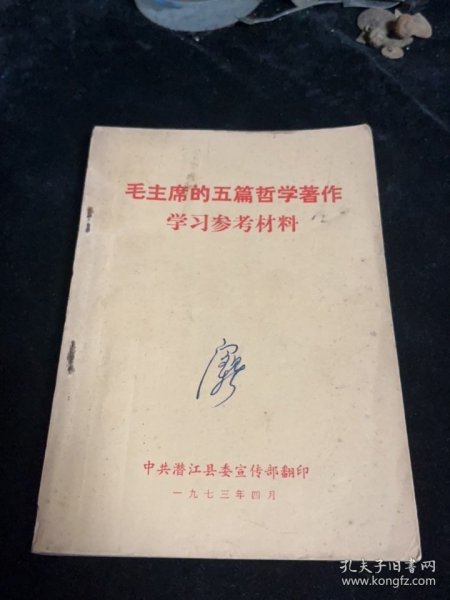 毛主席的五篇哲学著作
学习参考材料
中共潜江县委宣传部翻印
一九七三年四月
孔夫子旧书网
www.kongfz.com